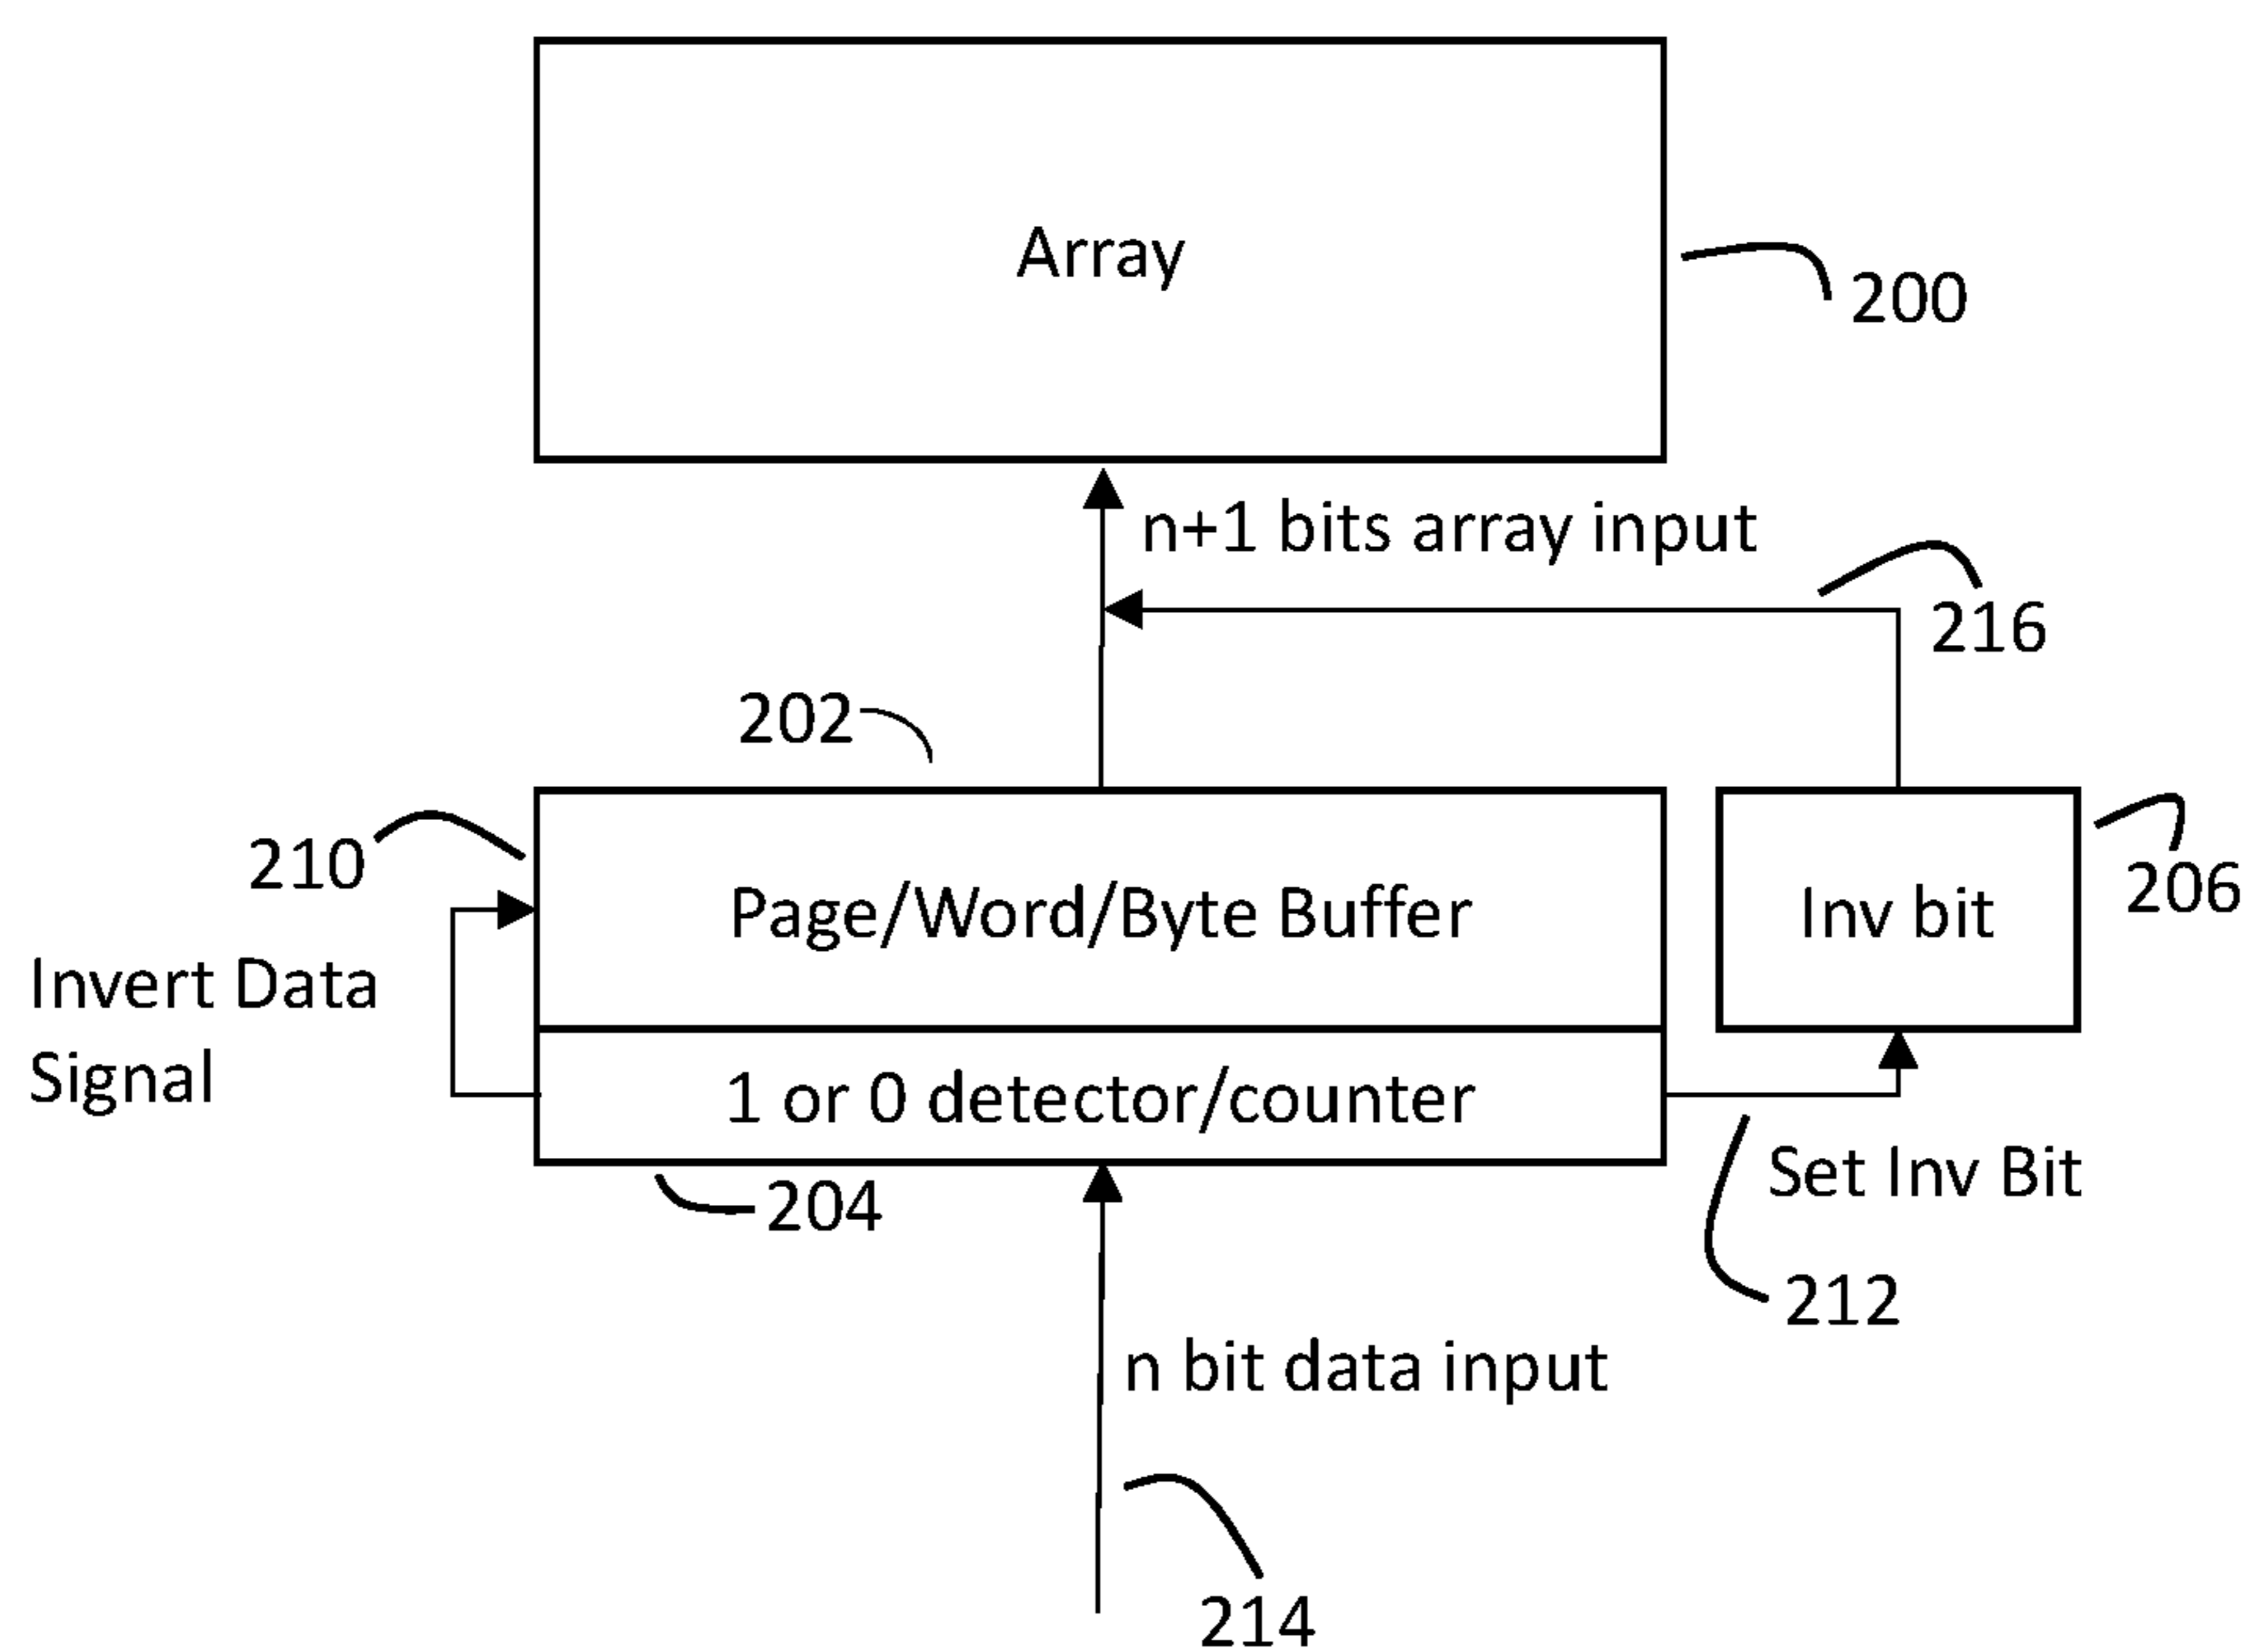 Array
200
n+1 bits array input
216
202
210
Page/Word/Byte Buffer
Inv bit
206
Invert Data
Signal
1 or 0 detector/counter
Set Inv Bit
204
212
n bit data input
214